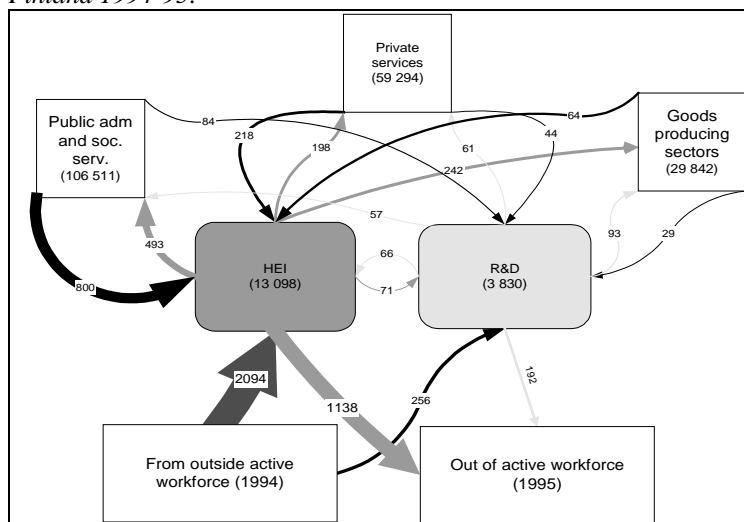 Finland 1994-95.
Private
services
(59 294)
Public adm
and soc.
serv.
(106 511)
Goods
producing
sectors
(29 842)
84
218
198
61
44
64
242
57
493
800
66
71
93
29
HEI
(13 098)
R&D
(3 830)
2094
1138
256
192
From outside active
workforce (1994)
Out of active workforce
(1995)